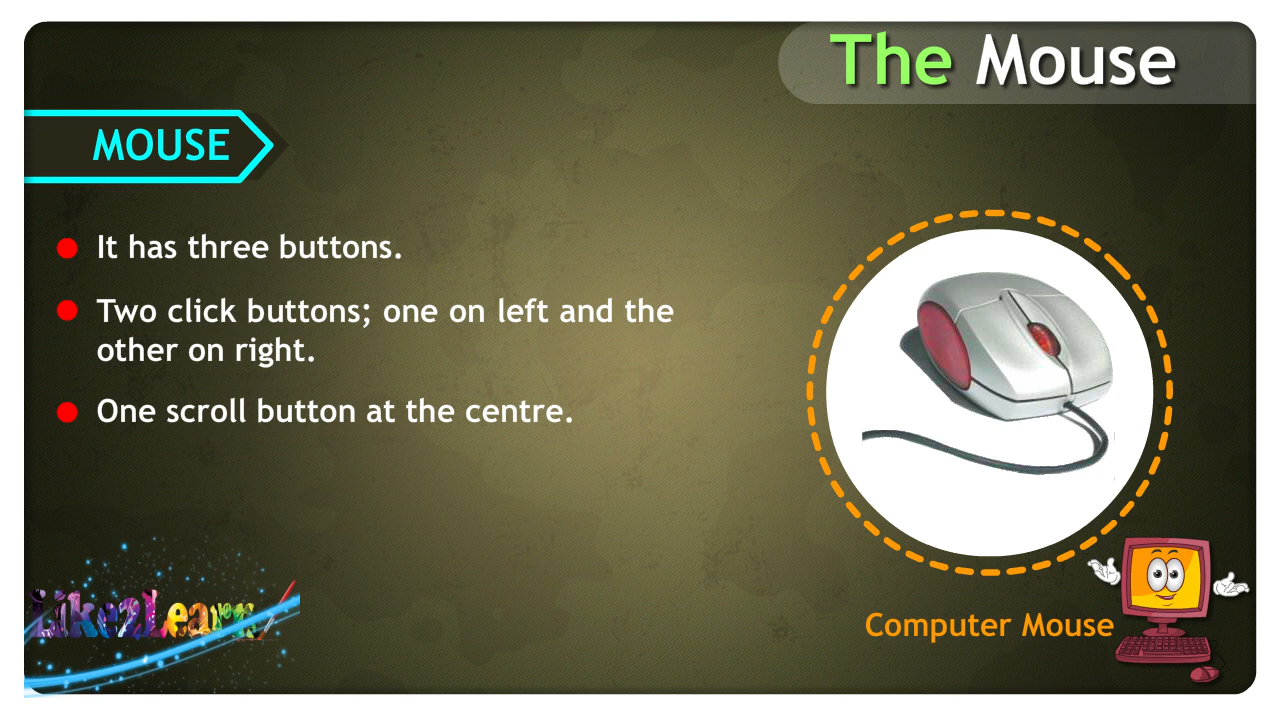 The Mouse
MOUSE
It has three buttons.
Two click buttons; one on left and the
other on right.
One scroll button at the centre.
Like2Learn
Computer Mouse